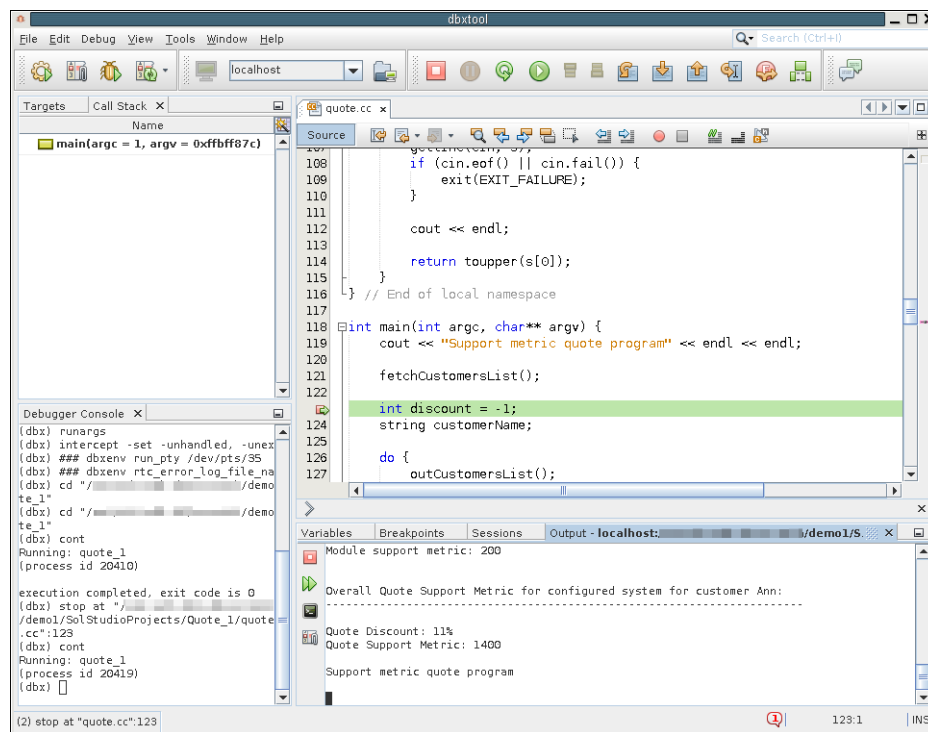 dbxtool
File Edit Debug View Tools Window Help
Search (Ctrl+I)
localhost
Targets Call Stack
Name
main(argc = 1, argv = 0xffbff87c)
quote.cc
Source
107 getline(cin, s);
108 if (cin.eof() || cin.fail()) {
109 exit(EXIT_FAILURE);
110 }
111
112 cout << endl;
113
114 return toupper(s[0]);
115 }
116 } // End of local namespace
117
118 int main(int argc, char** argv) {
119 cout << "Support metric quote program" << endl << endl;
120
121 fetchCustomersList();
122
int discount = -1;
124 string customerName;
125
126 do {
127 outCustomersList();
Debugger Console
(dbx) runargs
(dbx) intercept -set -unhandled, -unex
(dbx) ### dbxenv run_pty /dev/pts/35
(dbx) ### dbxenv rtc_error_log_file_na
(dbx) cd "/ /demo
te_1"
(dbx) cd "/ /demo
te_1"
(dbx) cont
Running: quote_1
(process id 20410)
execution completed, exit code is 0
(dbx) stop at "/
/demo1/SolStudioProjects/Quote_1/quote
.cc":123
(dbx) cont
Running: quote_1
(process id 20419)
(dbx)
Variables Breakpoints Sessions Output - localhost: /demo1/S.
Module support metric: 200
Overall Quote Support Metric for configured system for customer Ann:
--------------------------------------------------------------------
Quote Discount: 11%
Quote Support Metric: 1400
Support metric quote program
(2) stop at "quote.cc":123
1
123:1
INS